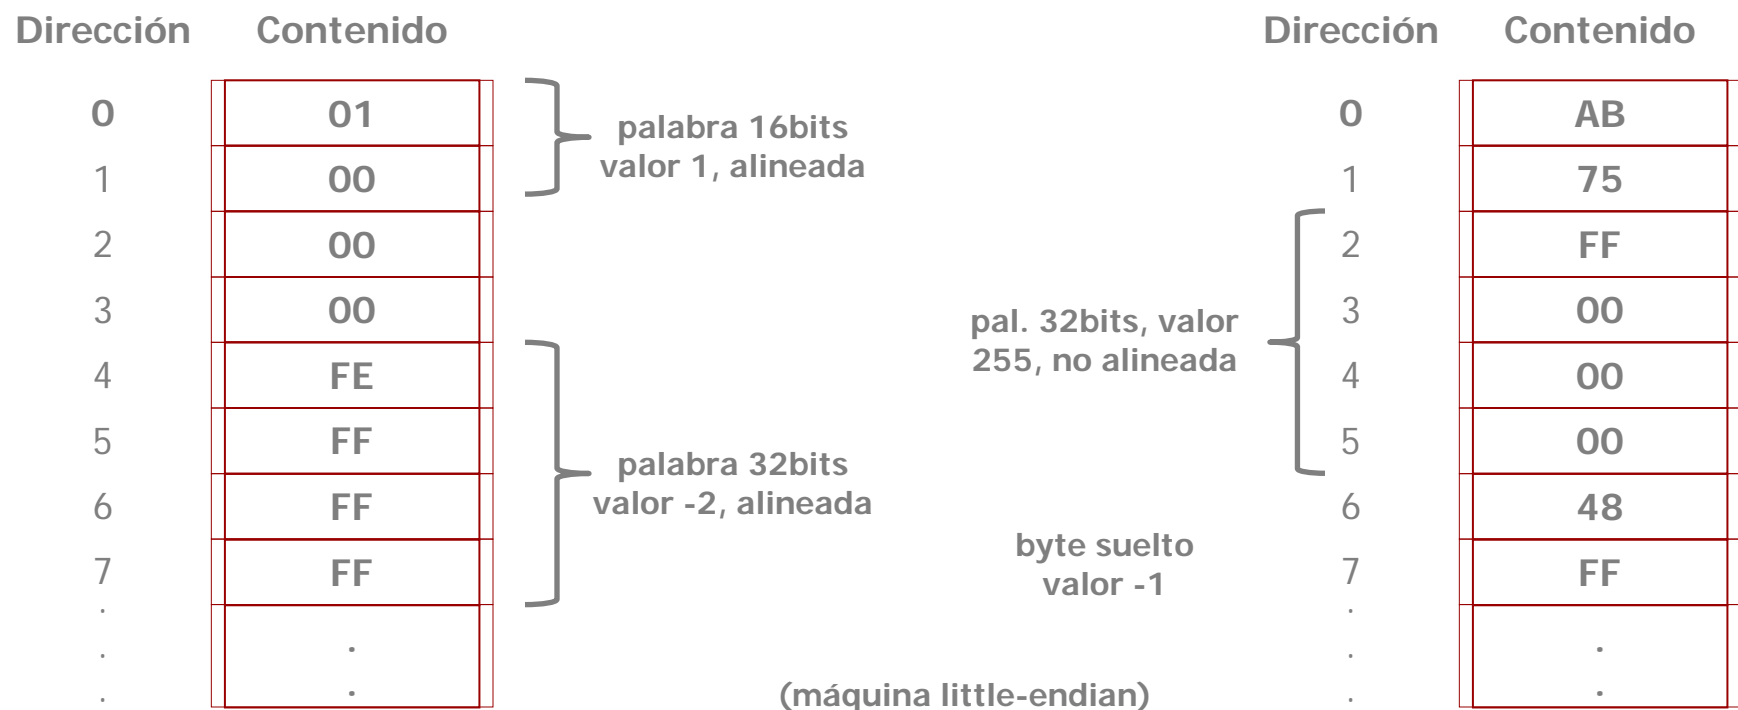 Dirección Contenido Dirección Contenido
0 01 0 AB
palabra 16bits
valor 1, alineada
1 00 1 75
2 00 2 FF
3 00 3 00
pal. 32bits, valor
255, no alineada
4 FE 4 00
5 FF 5 00
palabra 32bits
valor -2, alineada
6 FF 6 48
byte suelto
valor -1
7 FF 7 FF
. .
. . . .
. . (máquina little-endian) . .